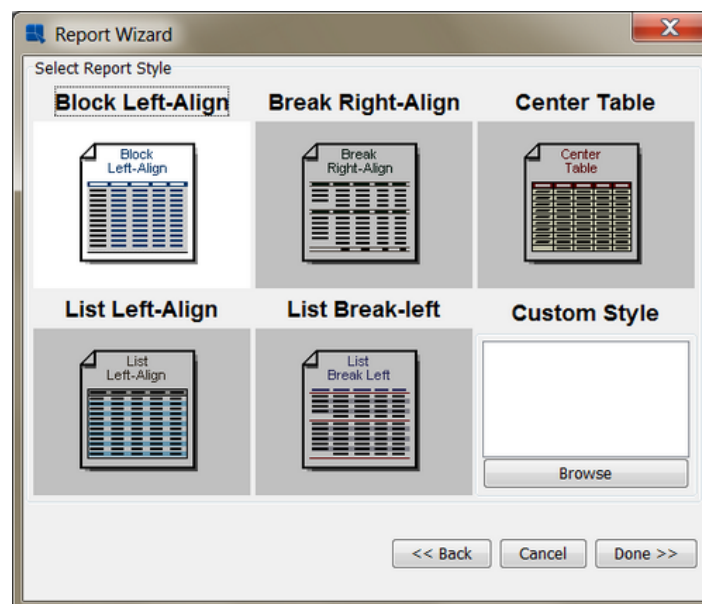 Report Wizard
X
Select Report Style
Block Left-Align
Break Right-Align
Center Table
Block
Left-Align
Break
Right-Align
Center
Table
List Left-Align
List Break-left
Custom Style
List
Left-Align
List
Break Left
Browse
<< Back
Cancel
Done >>